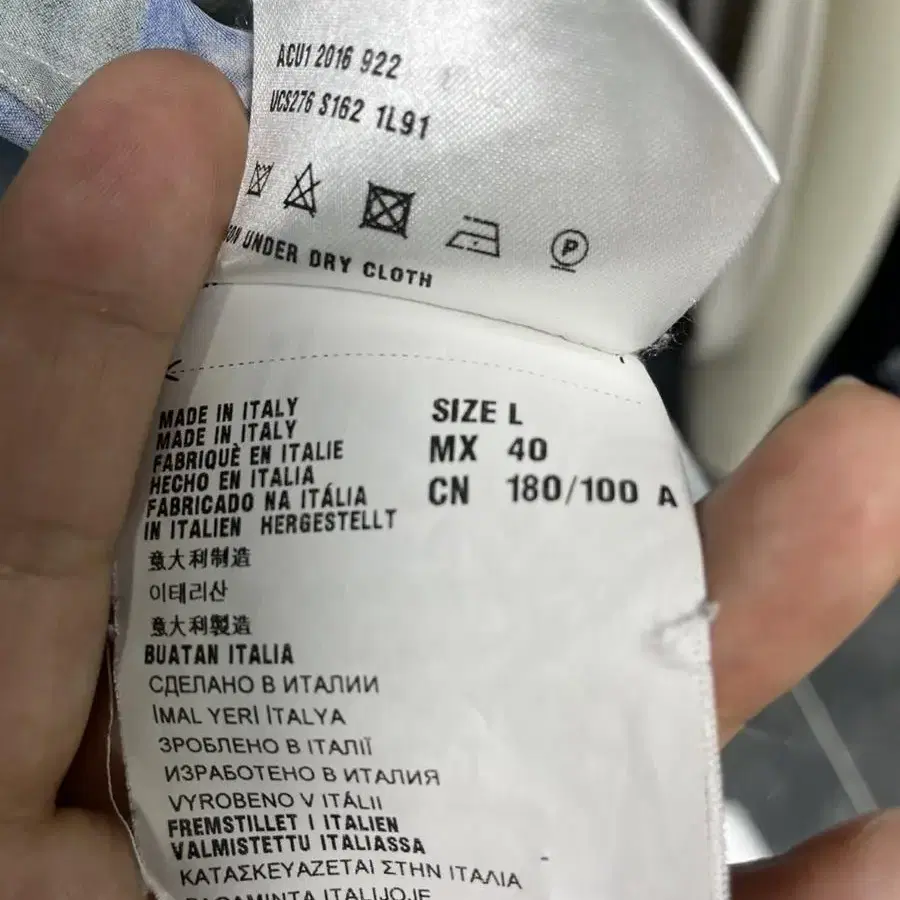 ACU1 2016 922
UCS276 S162 1L91
P
UNDER DRY CLOTH
MADE IN ITALY
MADE IN ITALY
FABRIQUÈ EN ITALIE
HECHO EN ITALIA
FABRICADO NA ITÁLIA
IN ITALIEN HERGESTELLT
意大利制造
이태리산
意大利製造
BUATAN ITALIA
СДЕЛАНО В ИТАЛИИ
İMAL YERİ İTALYA
ЗРОБЛЕНО В ІТАЛІЇ
ИЗРАБОТЕНО В ИТАЛИЯ
VYROBENO V ITÁLII
FREMSTILLET I ITALIEN
VALMISTETTU ITALIASSA
ΚΑΤΑΣΚΕΥΑΖΕΤΑΙ ΣΤΗΝ ΙΤΑΛΙΑ
PAGAMINTA ITALIJOJE
SIZE L
MX 40
CN 180/100 A